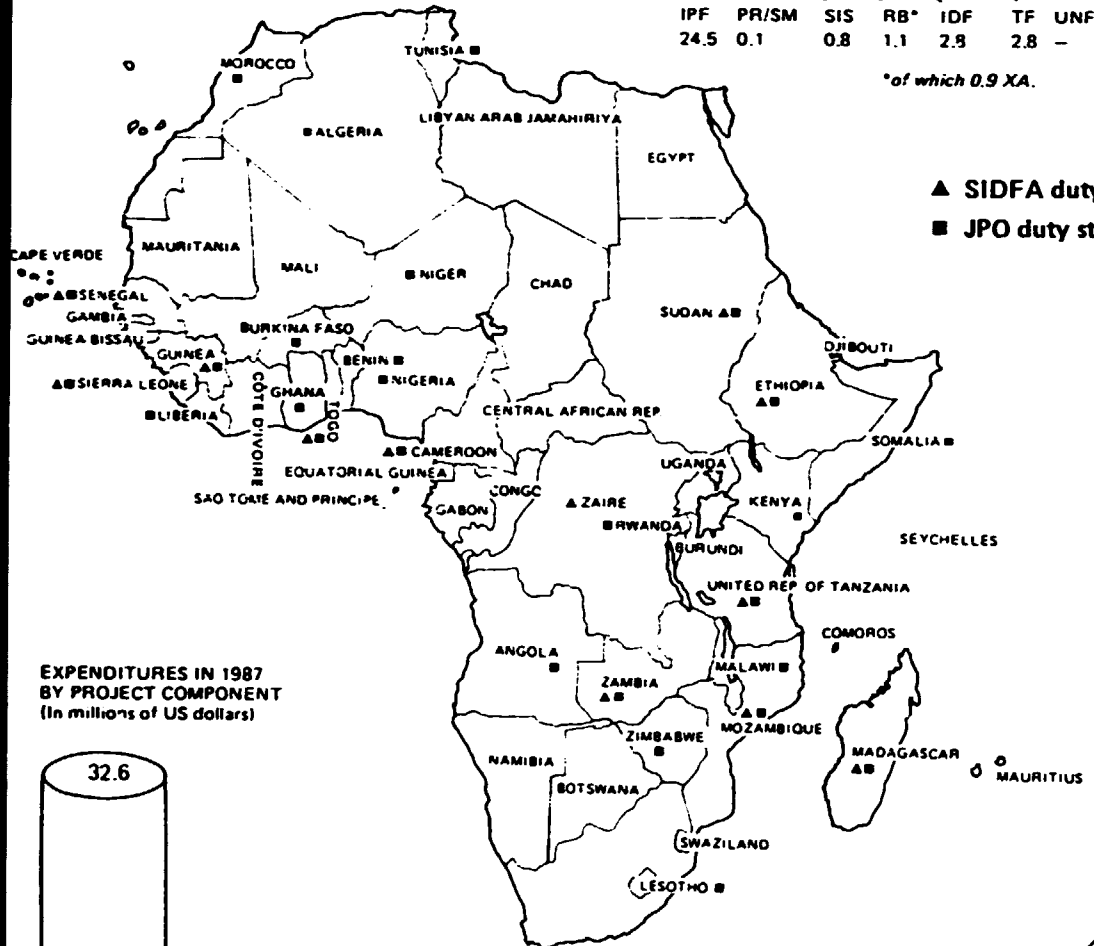 IPF PR/SM SIS RB* IDF TF UNF
24.5 0.1 0.8 1.1 2.8 2.8 –
*of which 0.9 XA.
▲ SIDFA duty
■ JPO duty st
TUNISIA ■
MOROCCO
■
■ ALGERIA
LIBYAN ARAB JAMAHIRIYA
EGYPT
CAPE VERDE
MAURITANIA
MALI
■ NIGER
CHAD
SUDAN ▲■
▲■ SENEGAL
GAMBIA
GUINEA BISSAU
GUINEA
▲■
BURKINA FASO
■
BENIN ■
■ NIGERIA
DJIBOUTI
ETHIOPIA
▲■
▲■ SIERRA LEONE
■ LIBERIA
COTE D'IVOIRE
GHANA
■
TOGO
▲■
CENTRAL AFRICAN REP
SOMALIA ■
▲■ CAMEROON
EQUATORIAL GUINEA
SAO TOME AND PRINCIPE
GABON
CONGO
▲ ZAIRE
UGANDA
KENYA
■
■ RWANDA
BURUNDI
SEYCHELLES
UNITED REP OF TANZANIA
▲■
COMOROS
ANGOLA
■
ZAMBIA
▲■
MALAWI ■
▲■
MOZAMBIQUE
ZIMBABWE
■
NAMIBIA
BOTSWANA
MADAGASCAR
▲■
MAURITIUS
SWAZILAND
LESOTHO ■
EXPENDITURES IN 1987
BY PROJECT COMPONENT
(In millions of US dollars)
32.6